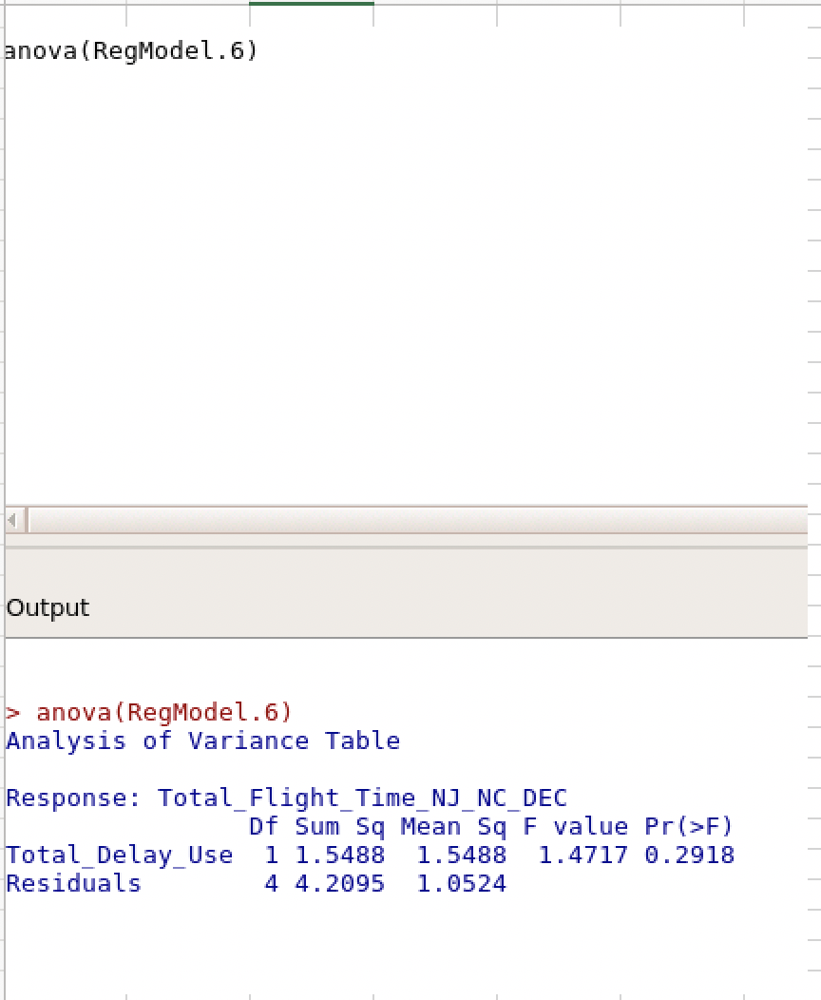 anova(RegModel.6)
Output
> anova(RegModel.6)
Analysis of Variance Table
Response: Total_Flight_Time_NJ_NC_DEC
Df Sum Sq Mean Sq F value Pr(>F)
Total_Delay_Use 1 1.5488 1.5488 1.4717 0.2918
Residuals 4 4.2095 1.0524